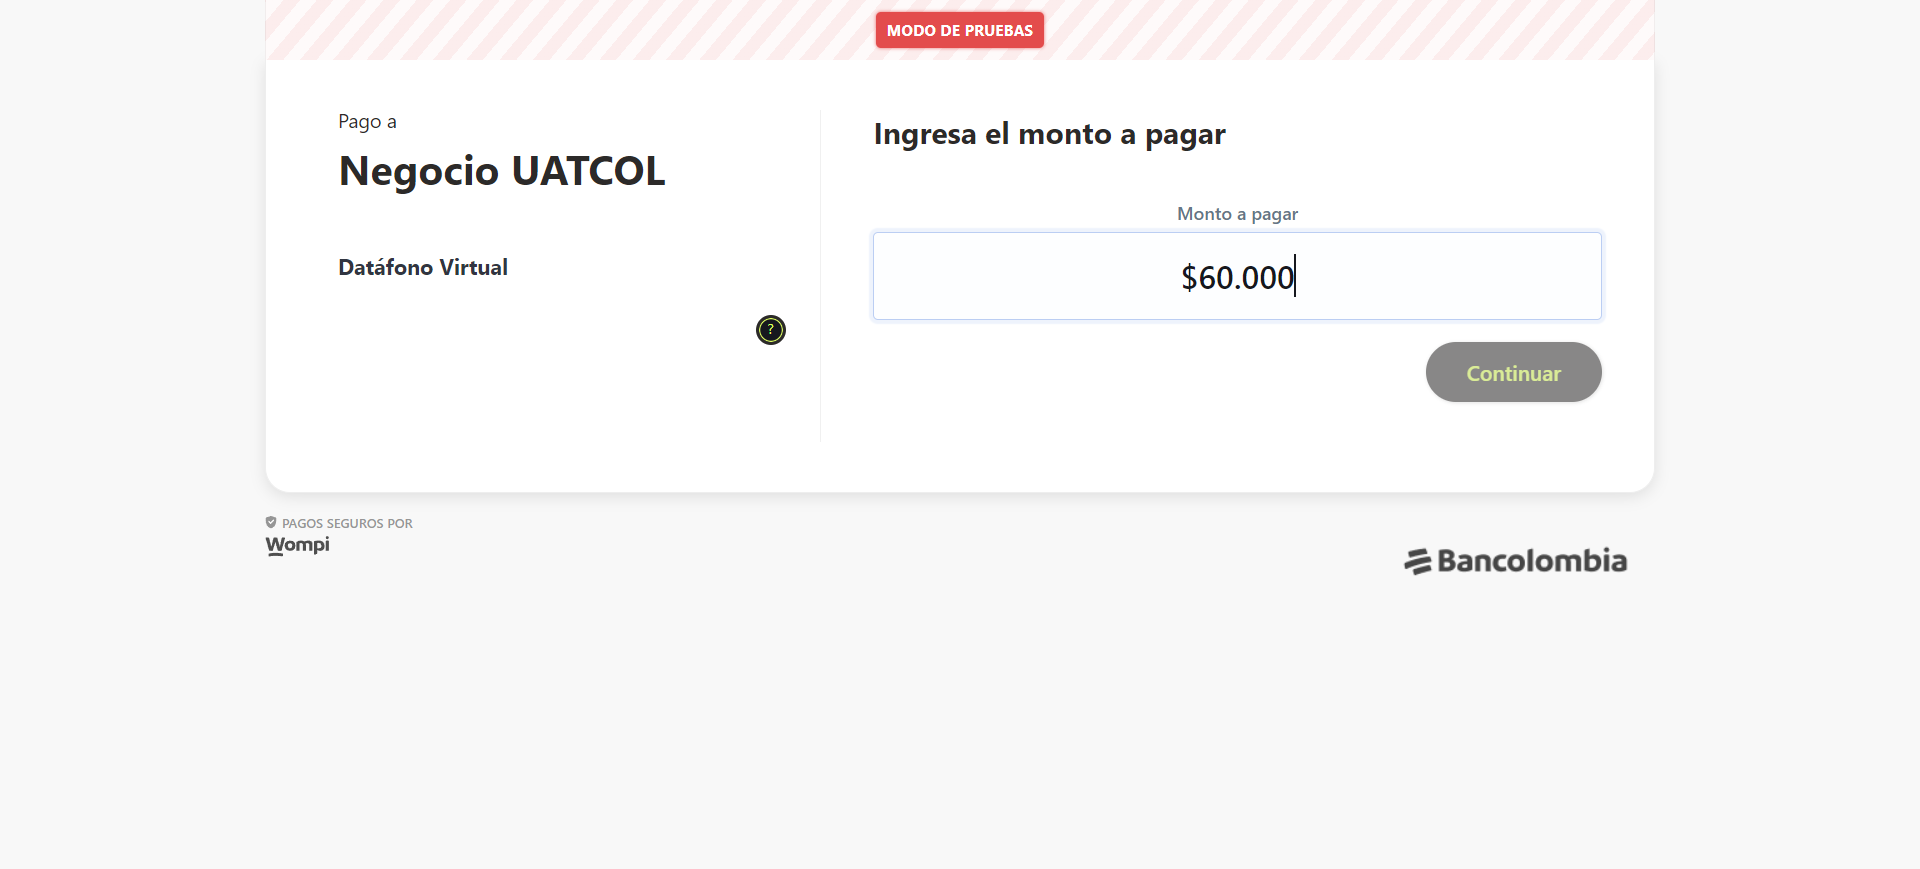 MODO DE PRUEBAS
Pago a
Negocio UATCOL
Datáfono Virtual
?
Ingresa el monto a pagar
Monto a pagar
$60.000
Continuar
PAGOS SEGUROS POR
Wompi
Bancolombia